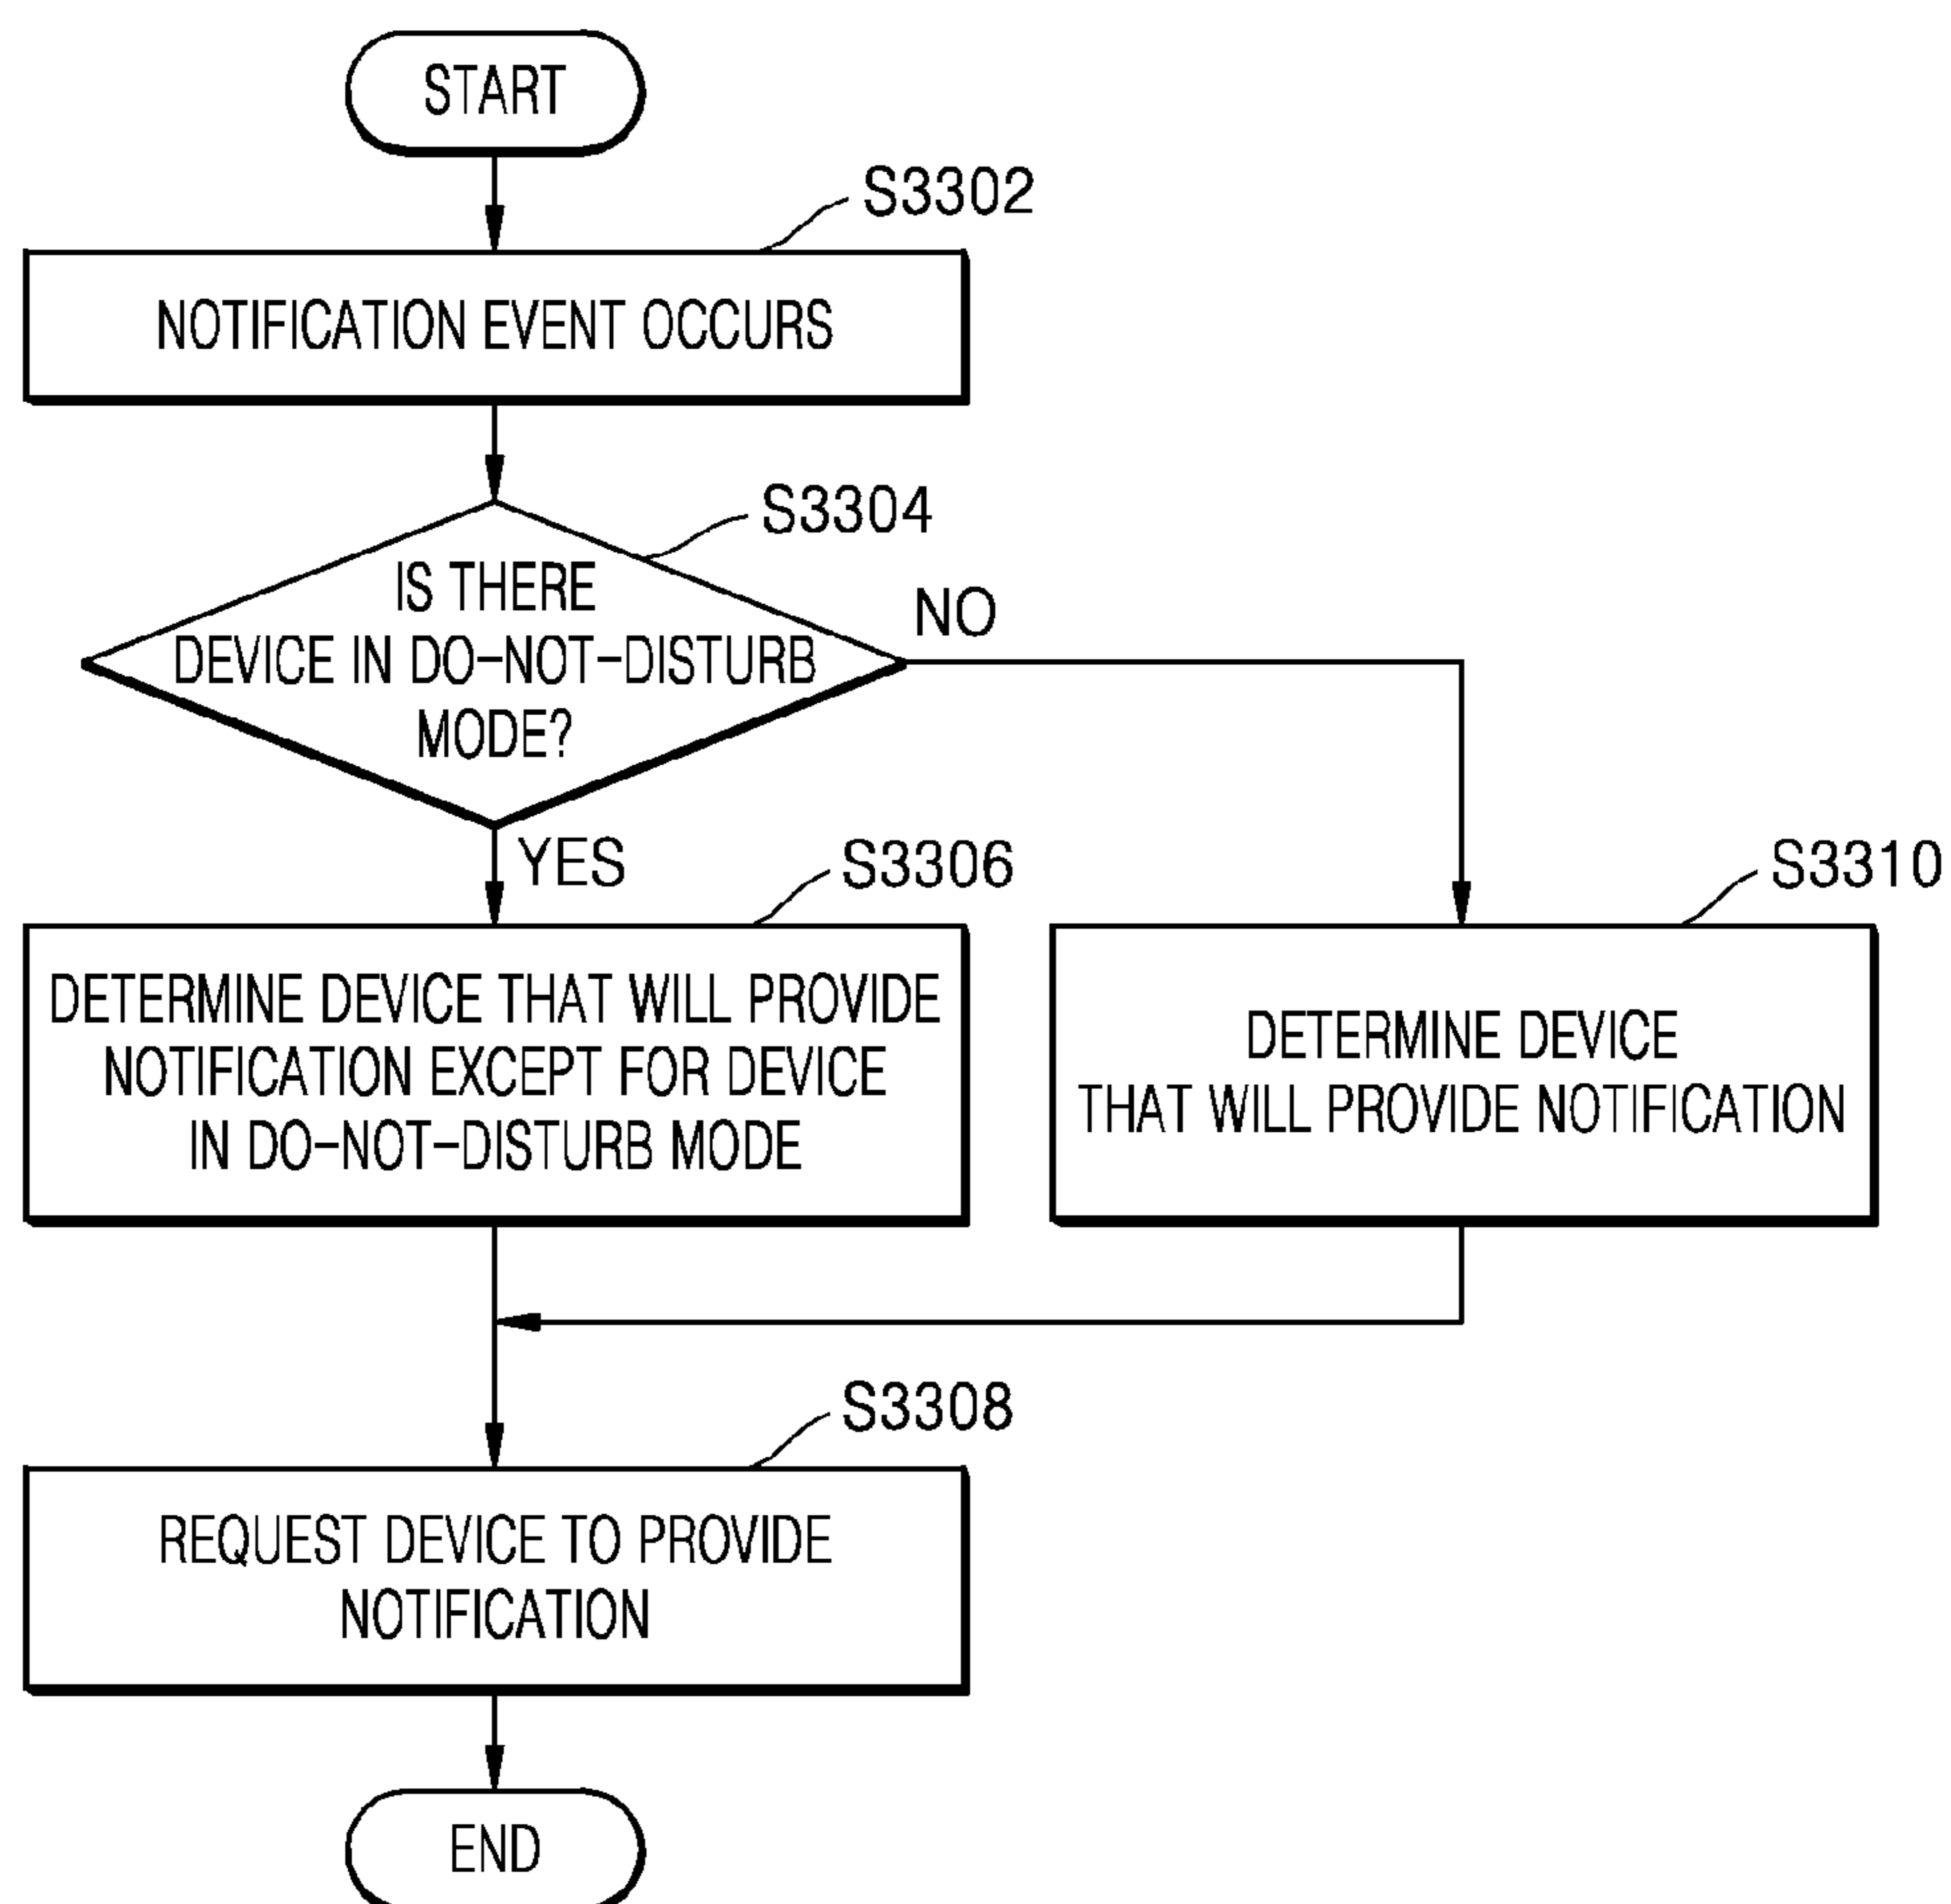 START
S3302
NOTIFICATION EVENT OCCURS
S3304
IS THERE
DEVICE IN DO-NOT-DISTURB
MODE?
NO
YES
S3306
DETERMINE DEVICE THAT WILL PROVIDE
NOTIFICATION EXCEPT FOR DEVICE
IN DO-NOT-DISTURB MODE
S3310
DETERMINE DEVICE
THAT WILL PROVIDE NOTIFICATION
S3308
REQUEST DEVICE TO PROVIDE
NOTIFICATION
END